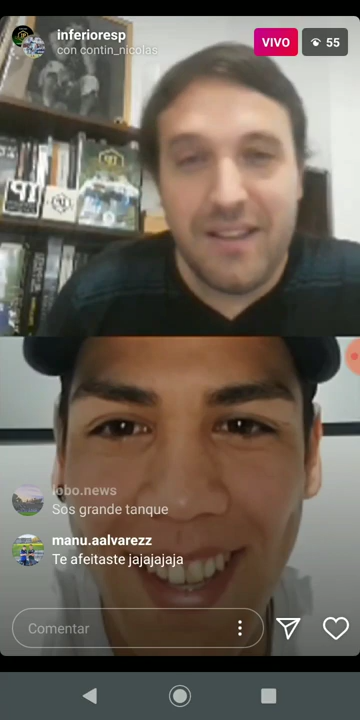 inferioresp
con contin_nicolas
VIVO
55
lobo.news
Sos grande tanque
manu.aalvarezz
Te afeitaste jajajajaja
Comentar